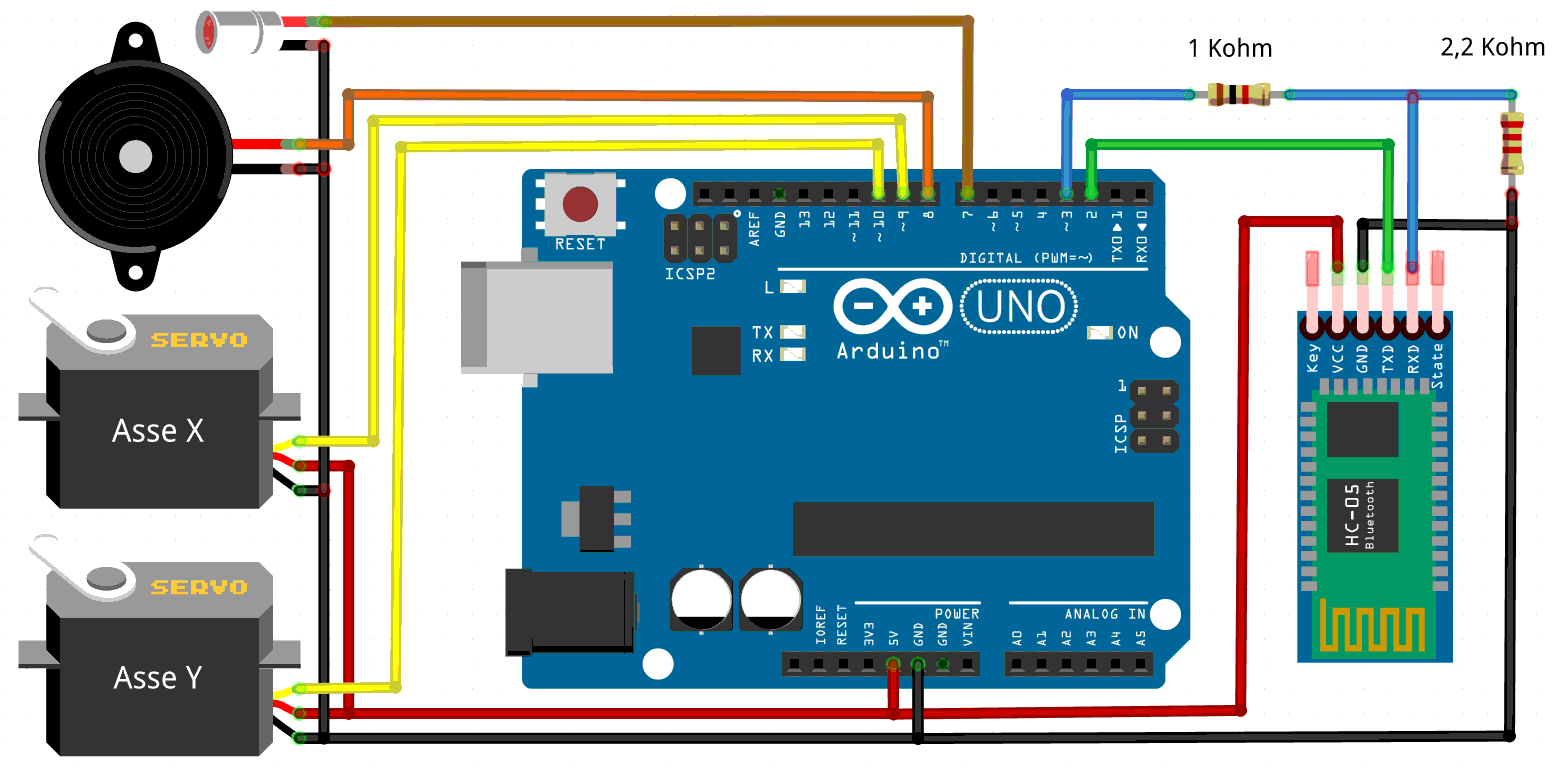 1 Kohm
2,2 Kohm
RESET
ICSP2
AREF
GND
13
12
~11
~10
~9
8
7
~6
~5
4
~3
2
TX0▶1
RX0◀0
DIGITAL (PWM=~)
L
TX
RX
UNO
Arduino™
ON
1
ICSP
SERVO
Asse X
SERVO
Asse Y
IOREF
RESET
3V3
5V
GND
GND
VIN
POWER
A0
A1
A2
A3
A4
A5
ANALOG IN
Key
VCC
GND
TXD
RXD
State
HC-05
Bluetooth